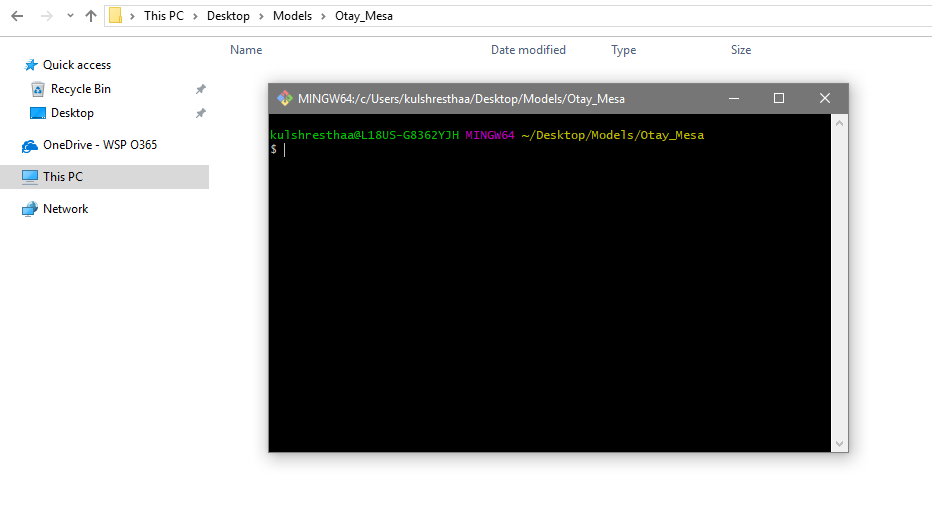 This PC > Desktop > Models > Otay_Mesa
Name Date modified Type Size
Quick access
Recycle Bin
Desktop
OneDrive - WSP O365
This PC
Network
MINGW64:/c/Users/kulshresthaa/Desktop/Models/Otay_Mesa
kulshresthaa@L18US-G8362YJH MINGW64 ~/Desktop/Models/Otay_Mesa
$